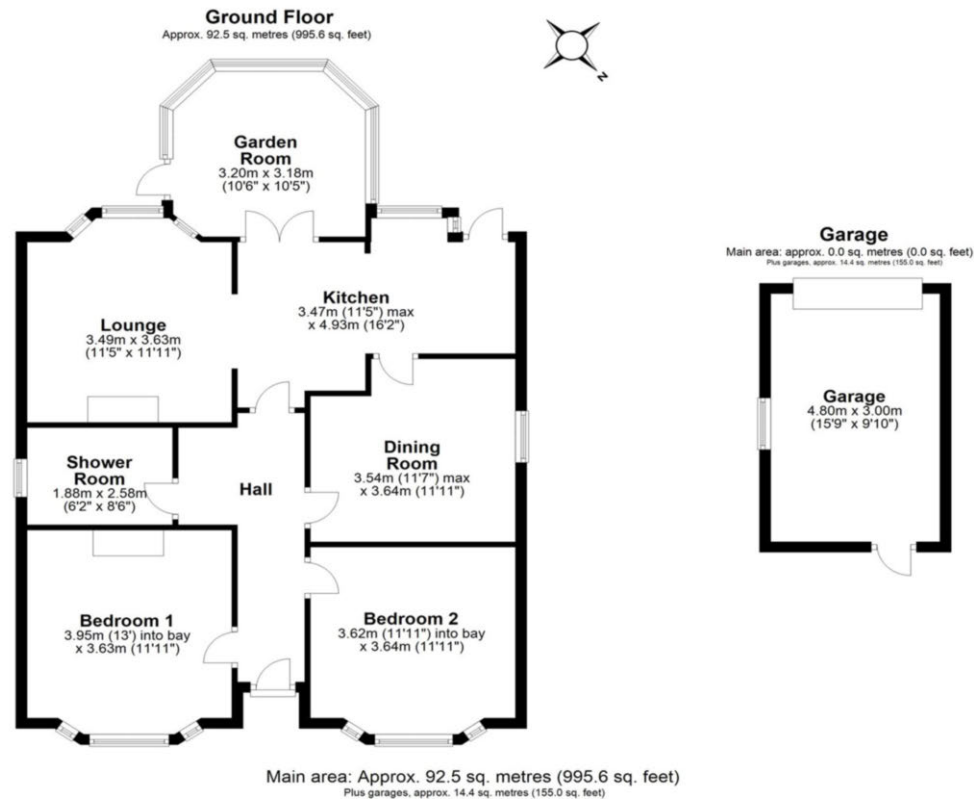 Ground Floor
Approx. 92.5 sq. metres (995.6 sq. feet)
N
Garden
Room
3.20m x 3.18m
(10'6" x 10'5")
Garage
Main area: approx. 0.0 sq. metres (0.0 sq. feet)
Plus garages, approx. 14.4 sq. metres (155.0 sq. feet)
Lounge
3.49m x 3.63m
(11'5" x 11'11")
Kitchen
3.47m (11'5") max
x 4.93m (16'2")
Garage
4.80m x 3.00m
(15'9" x 9'10")
Shower
Room
1.88m x 2.58m
(6'2" x 8'6")
Hall
Dining
Room
3.54m (11'7") max
x 3.64m (11'11")
Bedroom 1
3.95m (13') into bay
x 3.63m (11'11")
Bedroom 2
3.62m (11'11") into bay
x 3.64m (11'11")
Main area: Approx. 92.5 sq. metres (995.6 sq. feet)
Plus garages, approx. 14.4 sq. metres (155.0 sq. feet)